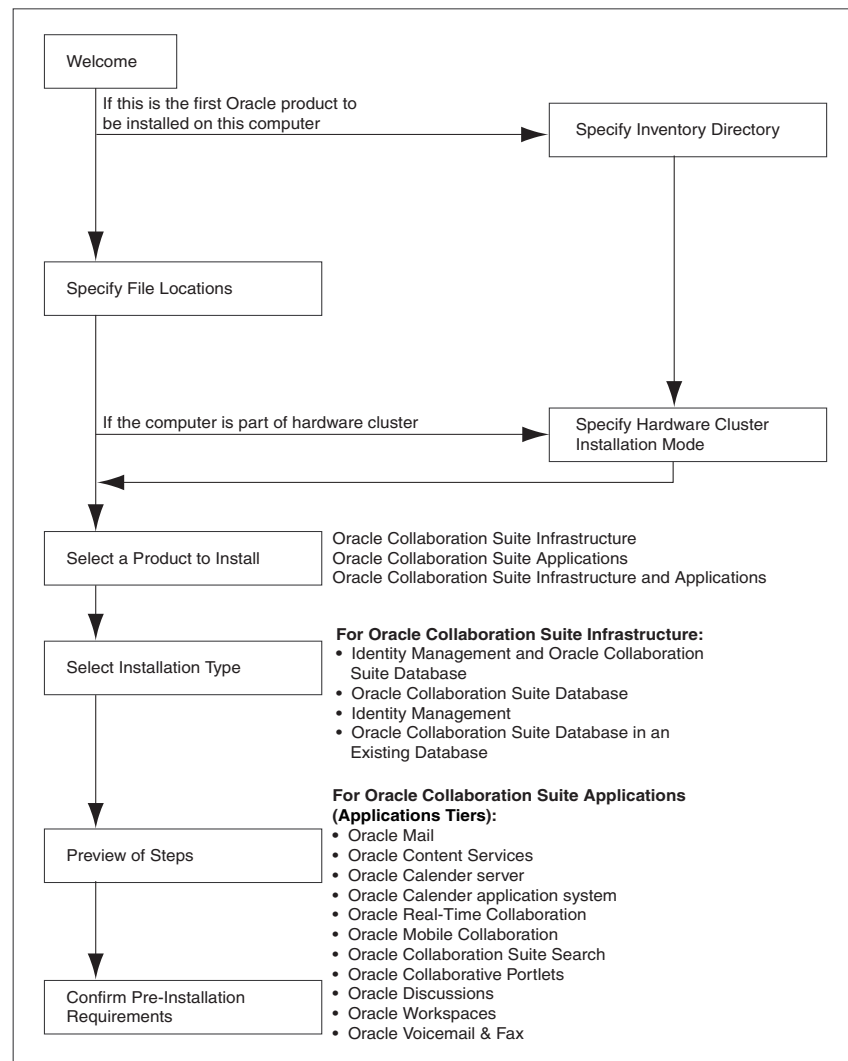 Welcome
If this is the first Oracle product to
be installed on this computer
Specify Inventory Directory
Specify File Locations
If the computer is part of hardware cluster
Specify Hardware Cluster
Installation Mode
Select a Product to Install
Oracle Collaboration Suite Infrastructure
Oracle Collaboration Suite Applications
Oracle Collaboration Suite Infrastructure and Applications
Select Installation Type
For Oracle Collaboration Suite Infrastructure:
• Identity Management and Oracle Collaboration
Suite Database
• Oracle Collaboration Suite Database
• Identity Management
• Oracle Collaboration Suite Database in an
Existing Database
Preview of Steps
For Oracle Collaboration Suite Applications
(Applications Tiers):
• Oracle Mail
• Oracle Content Services
• Oracle Calender server
• Oracle Calender application system
• Oracle Real-Time Collaboration
• Oracle Mobile Collaboration
• Oracle Collaboration Suite Search
• Oracle Collaborative Portlets
• Oracle Discussions
• Oracle Workspaces
• Oracle Voicemail & Fax
Confirm Pre-Installation
Requirements